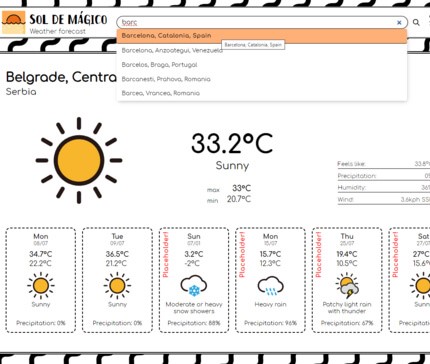 SOL DE MÁGICO
Weather forecast
barc
Barcelona, Catalonia, Spain
Barcelona, Catalonia, Spain
Barcelona, Anzoategui, Venezuela
Barcelos, Braga, Portugal
Barcanesti, Prahova, Romania
Barcea, Vrancea, Romania
Belgrade, Centra
Serbia
33.2°C
Sunny
max 33°C
min 20.7°C
Feels like: 33.8°
Precipitation: 0
Humidity: 36
Wind: 3.6kph SS
Mon
08/07
34.7°C
22.2°C
Sunny
Precipitation: 0%
Tue
09/07
36.5°C
21.2°C
Sunny
Precipitation: 0%
Placeholder!
Sun
07/01
3.2°C
-2°C
Moderate or heavy
snow showers
Precipitation: 88%
Placeholder!
Mon
15/07
15.7°C
12.3°C
Heavy rain
Precipitation: 96%
Placeholder!
Thu
25/07
19.4°C
10.5°C
Patchy light rain
with thunder
Precipitation: 67%
Placeholder!
Sat
27°
15.6°
Sunny
Precipitation